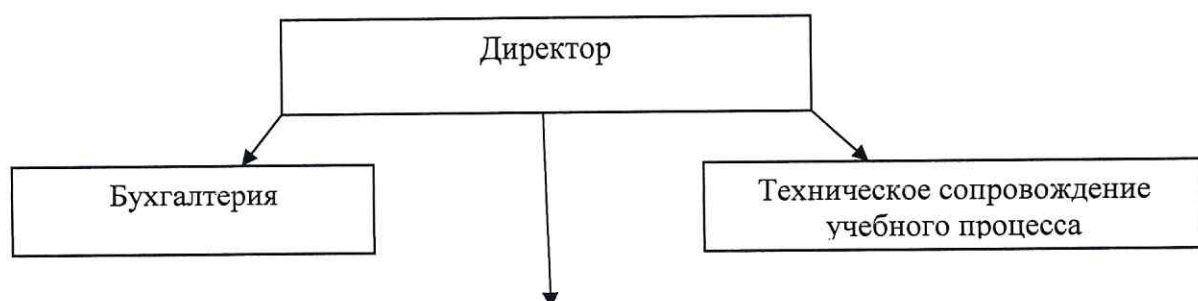 Директор
Бухгалтерия
Техническое сопровождение
учебного процесса